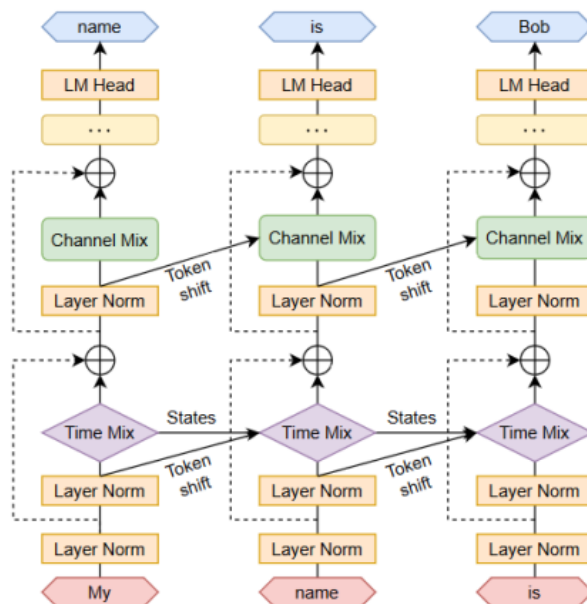 name is Bob
LM Head LM Head LM Head
... ... ...
Channel Mix Channel Mix Channel Mix
Token shift Token shift
Layer Norm Layer Norm Layer Norm
States States
Time Mix Time Mix Time Mix
Token shift Token shift
Layer Norm Layer Norm Layer Norm
Layer Norm Layer Norm Layer Norm
My name is